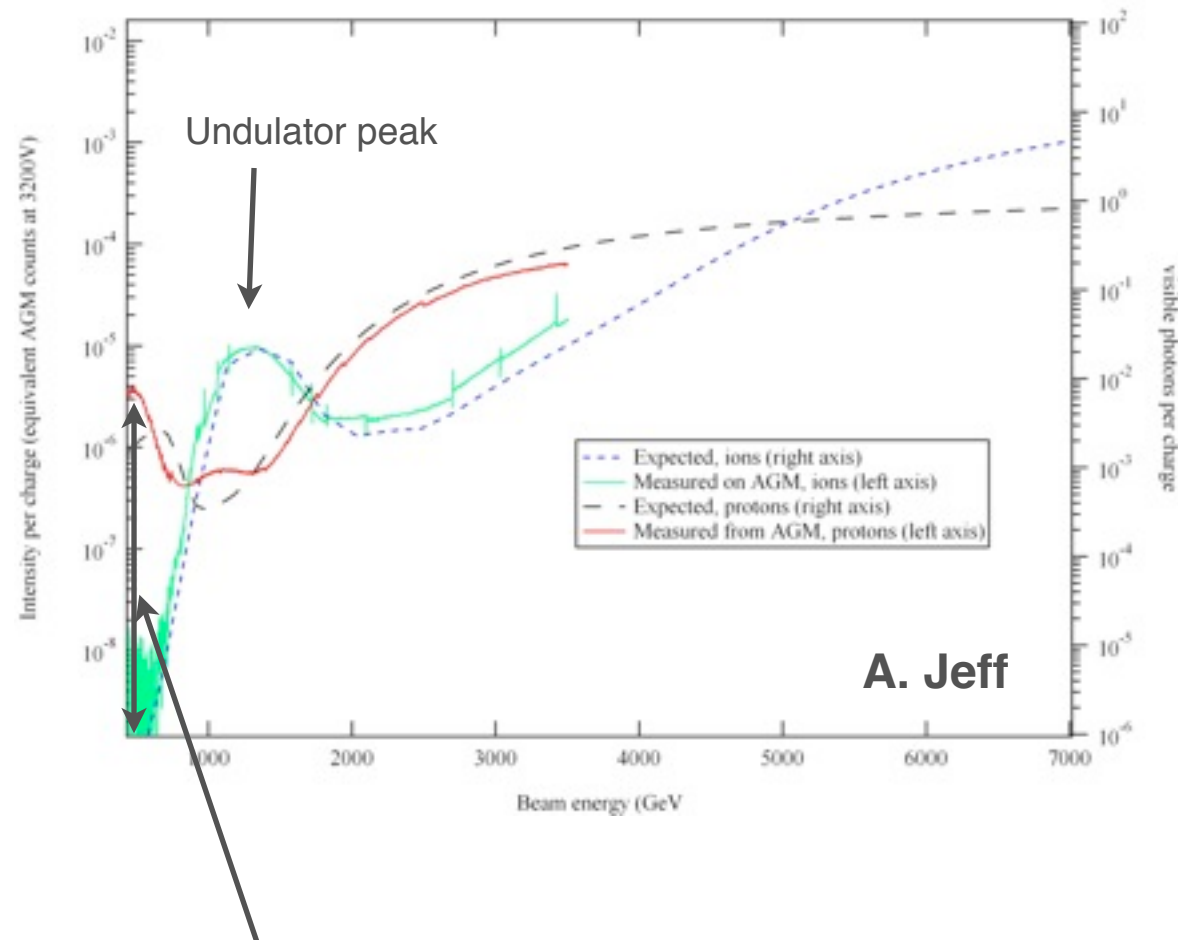 Undulator peak
Intensity per charge (equivalent AGM counts at 3200V)
10^-2
10^-3
10^-4
10^-5
10^-6
10^-7
10^-8
10^2
10^1
10^0
10^-1
10^-2
10^-3
10^-4
10^-5
10^-6
visible photons per charge
Expected, ions (right axis)
Measured on AGM, ions (left axis)
Expected, protons (right axis)
Measured from AGM, protons (left axis)
A. Jeff
1000 2000 3000 4000 5000 6000 7000
Beam energy (GeV